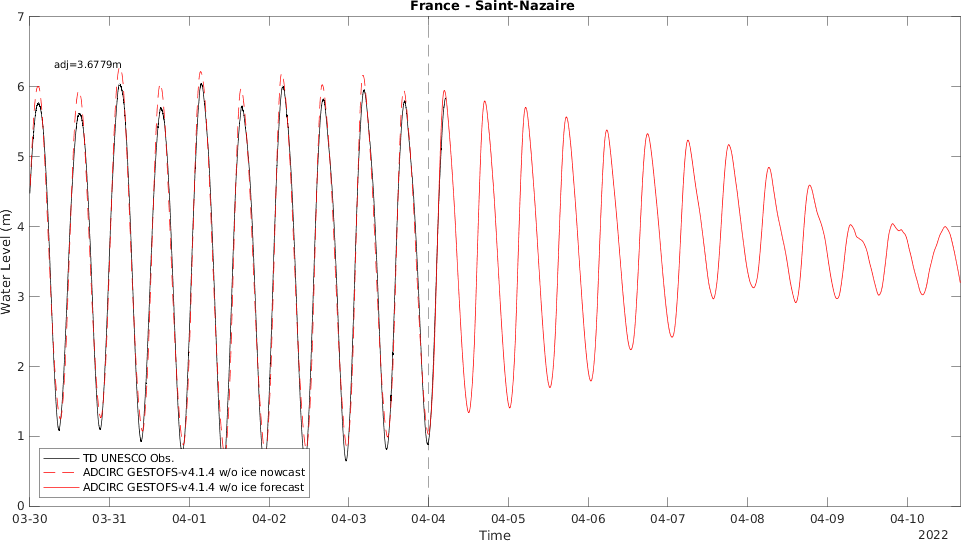 France - Saint-Nazaire
adj=3.6779m
Water Level (m)
7
6
5
4
3
2
1
0
TD UNESCO Obs.
ADCIRC GESTOFS-v4.1.4 w/o ice nowcast
ADCIRC GESTOFS-v4.1.4 w/o ice forecast
03-30 03-31 04-01 04-02 04-03 04-04 04-05 04-06 04-07 04-08 04-09 04-10
Time
2022